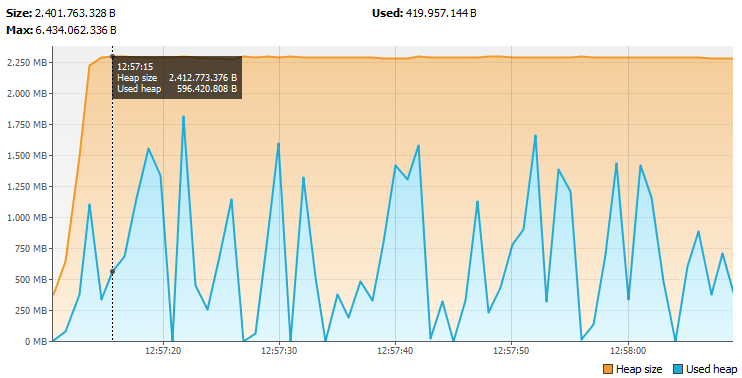 Size: 2.401.763.328 B
Used: 419.957.144 B
Max: 6.434.062.336 B
2.250 MB
2.000 MB
1.750 MB
1.500 MB
1.250 MB
1.000 MB
750 MB
500 MB
250 MB
0 MB
12:57:15
Heap size 2.412.773.376 B
Used heap 596.420.808 B
12:57:20
12:57:30
12:57:40
12:57:50
12:58:00
Heap size
Used heap